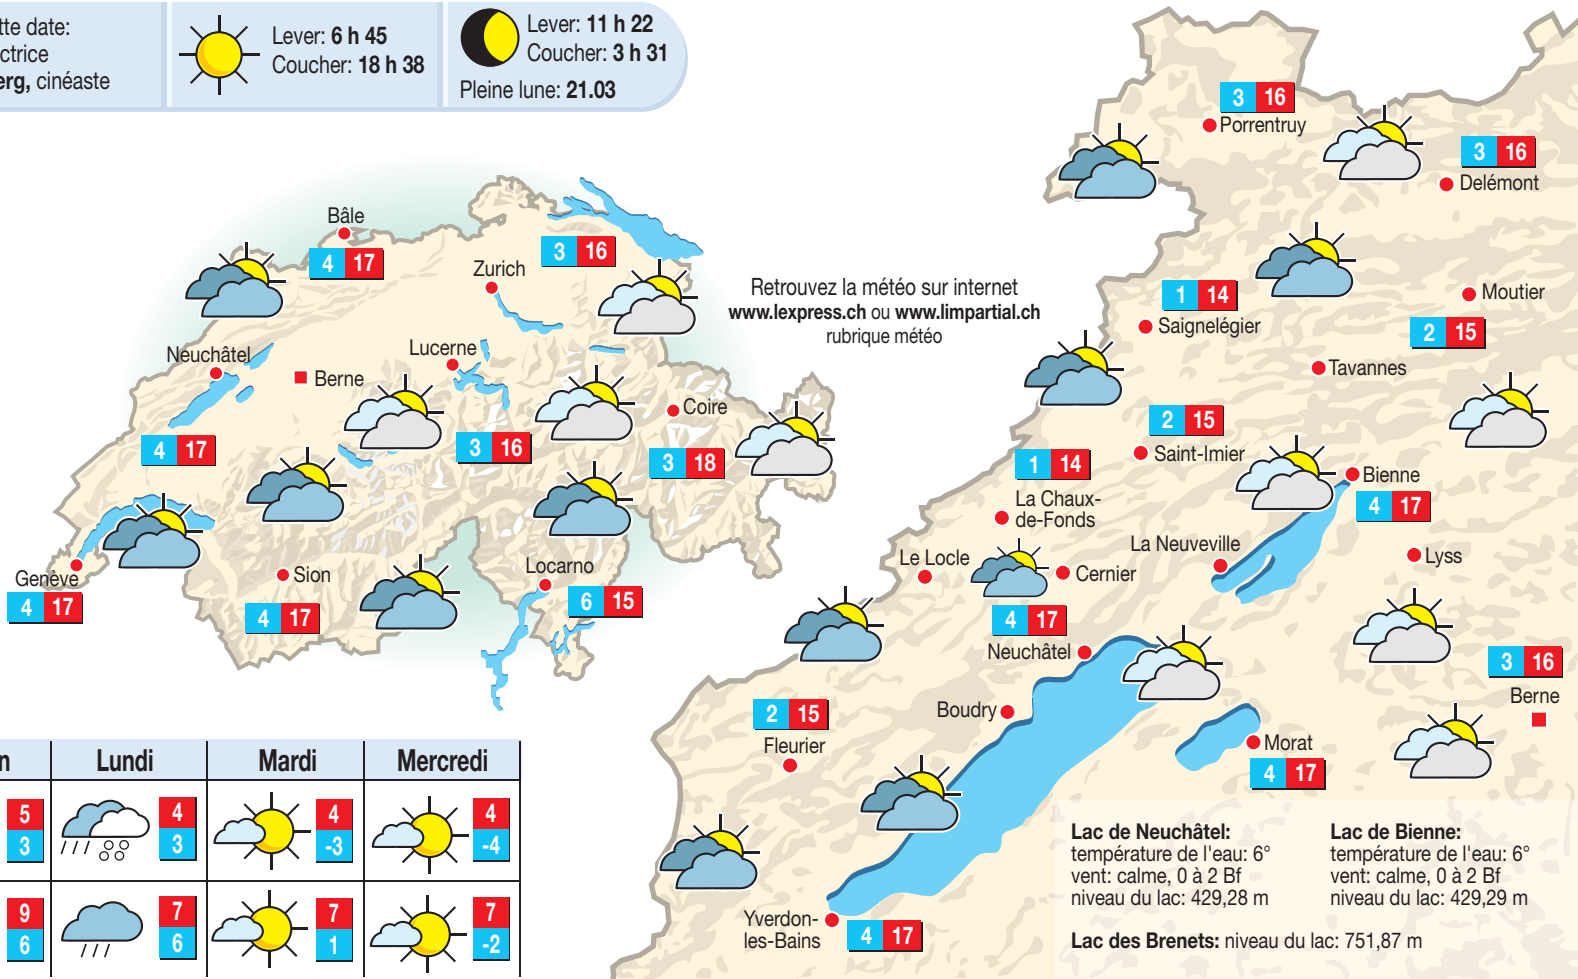 tte date:
ctrice
erg, cinéaste
Lever: 6 h 45
Coucher: 18 h 38
Lever: 11 h 22
Coucher: 3 h 31
Pleine lune: 21.03
Bâle
4 17
3 16
Zurich
Neuchâtel
Lucerne
Berne
Coire
4 17
3 16
3 18
Genève
4 17
Sion
4 17
Locarno
6 15
Retrouvez la météo sur internet
www.lexpress.ch ou www.limpartial.ch
rubrique météo
3 16
Porrentruy
3 16
Delémont
1 14
Saignelégier
Moutier
2 15
Tavannes
2 15
Saint-Imier
1 14
La Chaux-
de-Fonds
Bienne
4 17
La Neuveville
Lyss
Le Locle
Cernier
4 17
Neuchâtel
3 16
Berne
Boudry
2 15
Fleurier
Morat
4 17
Yverdon-
les-Bains
4 17
n
Lundi
Mardi
Mercredi
5
3
4
3
4
-3
4
-4
9
6
7
6
7
1
7
-2
Lac de Neuchâtel:
température de l'eau: 6°
vent: calme, 0 à 2 Bf
niveau du lac: 429,28 m
Lac de Bienne:
température de l'eau: 6°
vent: calme, 0 à 2 Bf
niveau du lac: 429,29 m
Lac des Brenets: niveau du lac: 751,87 m